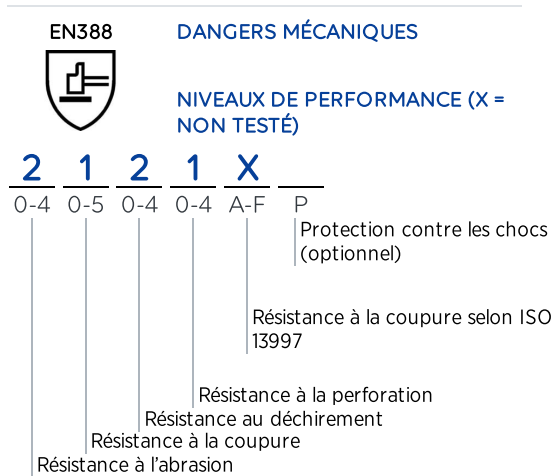 EN388
DANGERS MÉCANIQUES
NIVEAUX DE PERFORMANCE (X =
NON TESTÉ)
2 1 2 1 X
0-4 0-5 0-4 0-4 A-F P
Protection contre les chocs
(optionnel)
Résistance à la coupure selon ISO
13997
Résistance à la perforation
Résistance au déchirement
Résistance à la coupure
Résistance à l’abrasion